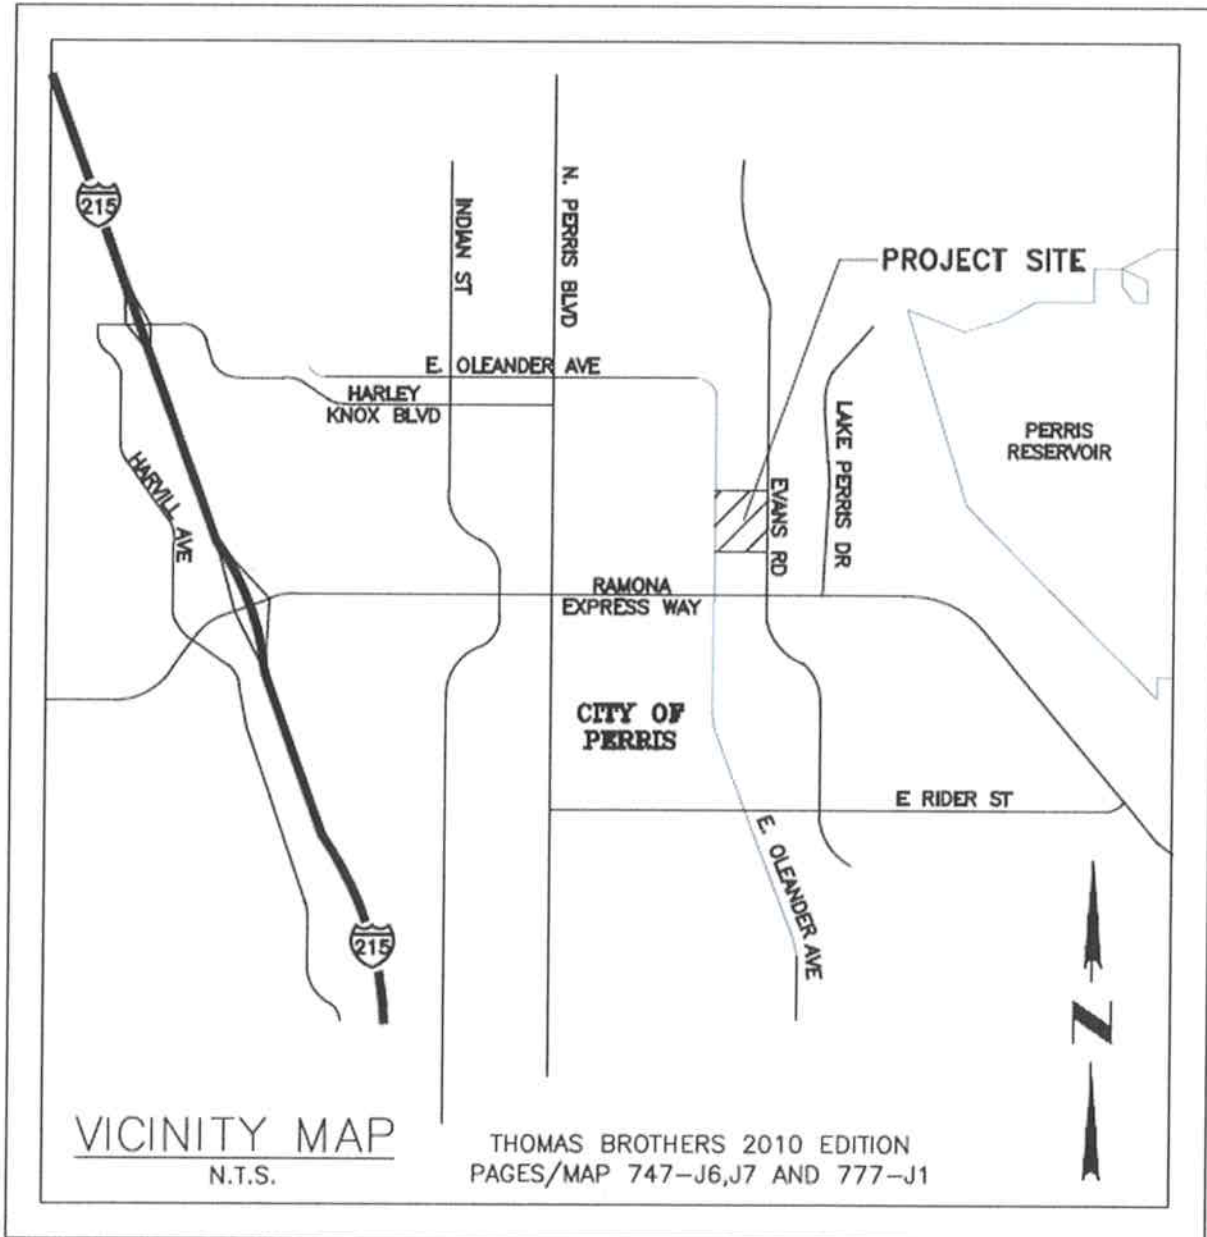 215
INDIAN ST
N. PERRIS BLVD
PROJECT SITE
E. OLEANDER AVE
HARLEY
KNOX BLVD
HARVILL AVE
EVANS RD
LAKE PERRIS DR
PERRIS
RESERVOIR
RAMONA
EXPRESS WAY
CITY OF
PERRIS
E RIDER ST
E. OLEANDER AVE
215
N
VICINITY MAP
N.T.S.
THOMAS BROTHERS 2010 EDITION
PAGES/MAP 747-J6,J7 AND 777-J1